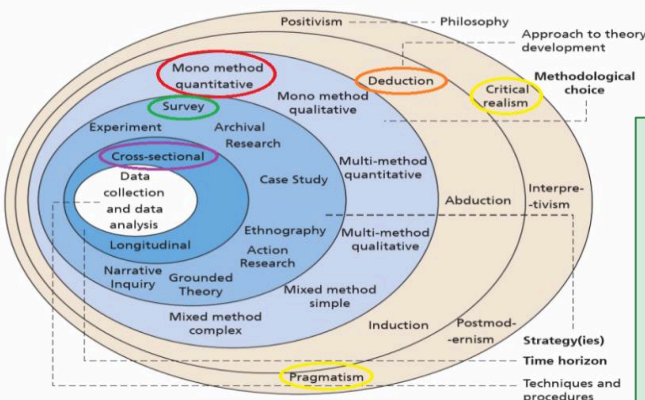 Positivism
Philosophy
Approach to theory
development
Mono method
quantitative
Deduction
Critical
realism
Methodological
choice
Mono method
qualitative
Survey
Experiment
Archival
Research
Cross-sectional
Data
collection
and data
analysis
Case Study
Multi-method
quantitative
Abduction
Interpre-
-tivism
Longitudinal
Ethnography
Multi-method
qualitative
Action
Research
Narrative
Inquiry
Grounded
Theory
Mixed method
simple
Mixed method
complex
Induction
Postmod-
-ernism
Strategy(ies)
Time horizon
Pragmatism
Techniques and
procedures